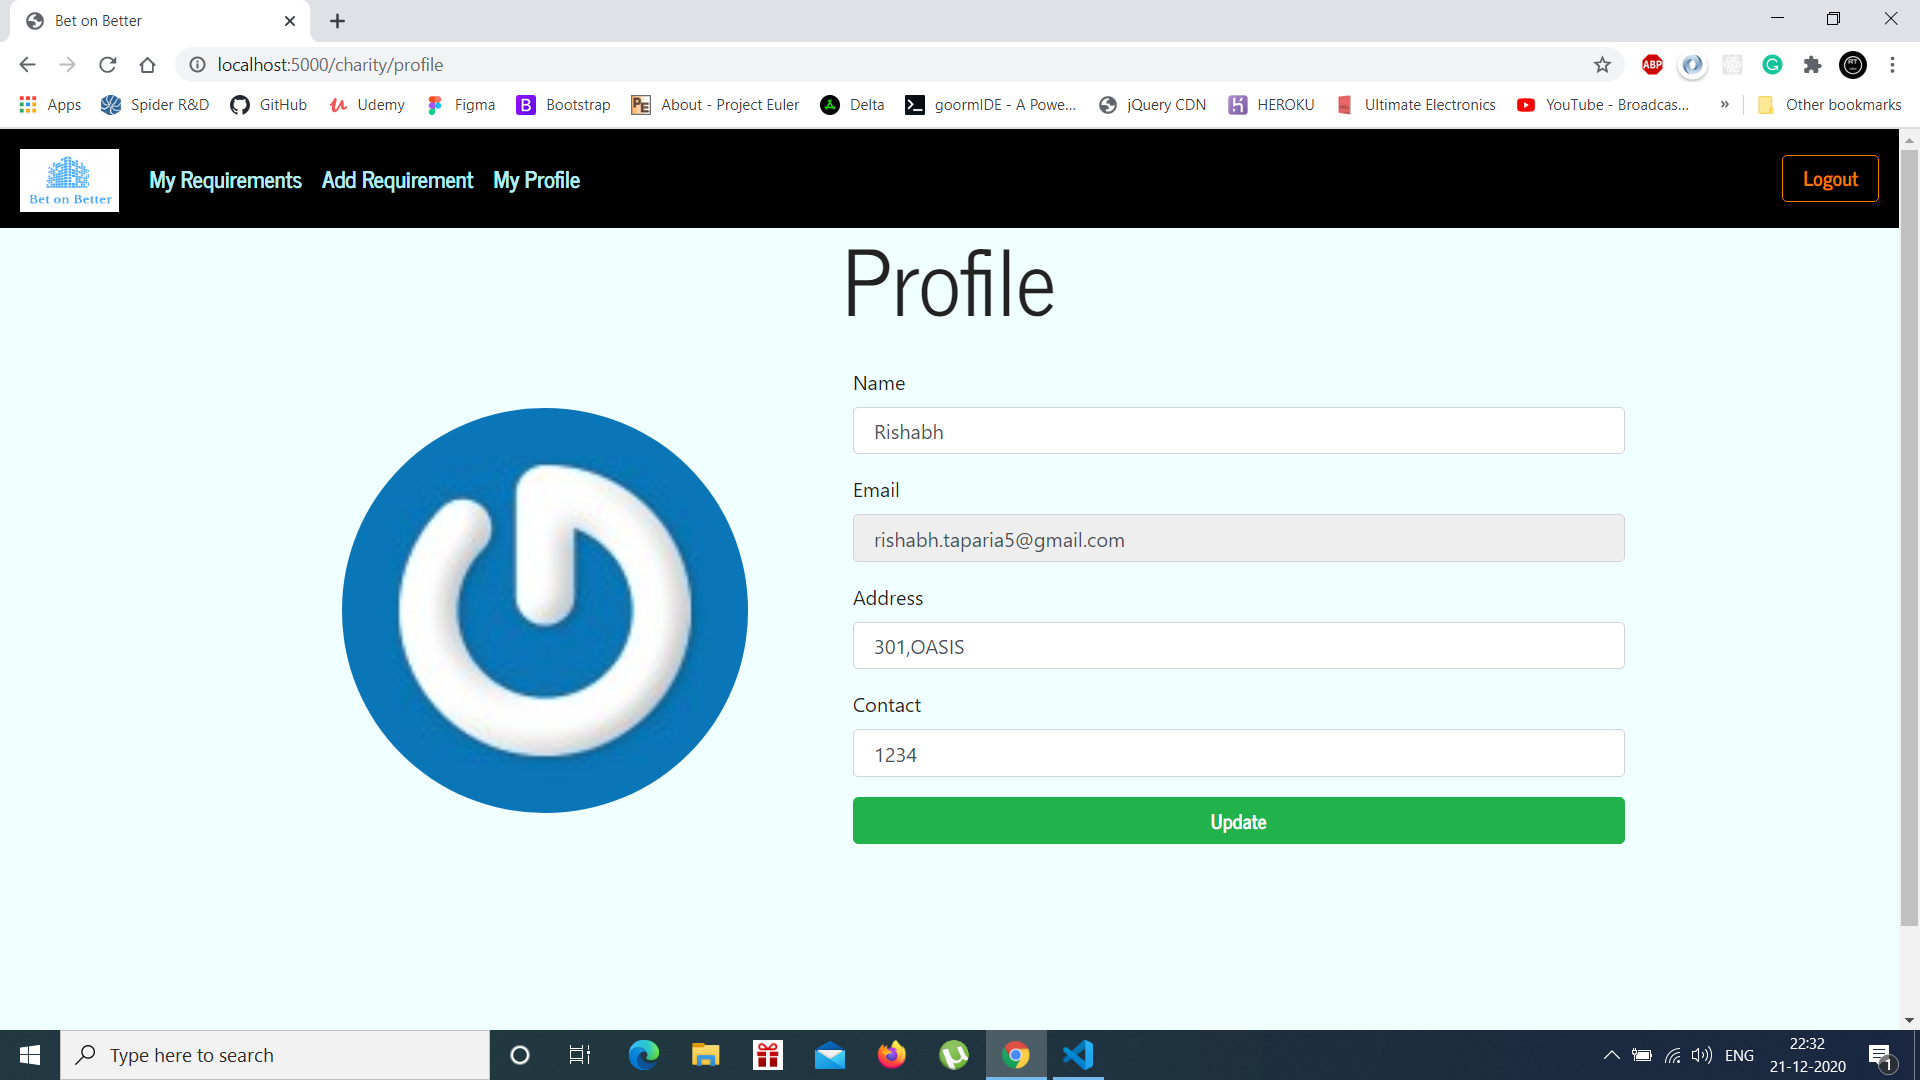 Bet on Better
localhost:5000/charity/profile
ABP
RT
Apps Spider R&D GitHub Udemy Figma Bootstrap About - Project Euler Delta goormIDE - A Powe... jQuery CDN HEROKU Ultimate Electronics YouTube - Broadcas... » Other bookmarks
Bet on Better
My Requirements Add Requirement My Profile Logout
Profile
Name
Rishabh
Email
rishabh.taparia5@gmail.com
Address
301,OASIS
Contact
1234
Update
Type here to search
ENG
22:32
21-12-2020
1